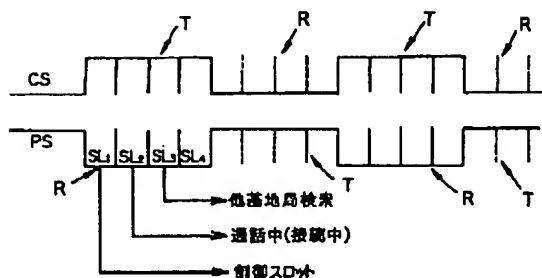 T R T R
CS
PS
SL1 SL2 SL3 SL4
R T R T
他基地局検索
通話中(接続中)
制御スロット